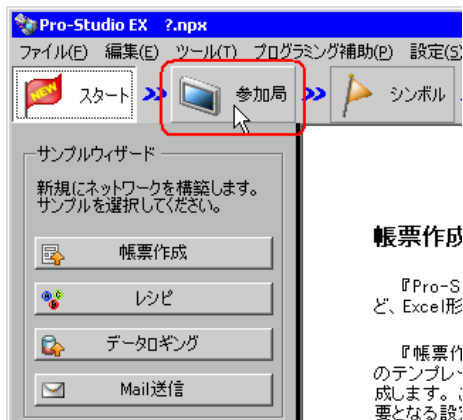 Pro-Studio EX ?.npx
ファイル(F) 編集(E) ツール(T) プログラミング補助(P) 設定(S)
NEW スタート 参加局 シンボル
サンプルウィザード
新規にネットワークを構築します。
サンプルを選択してください。
帳票作成
レシピ
データロギング
Mail送信
帳票作成
『Pro-S
ど、Excel形
『帳票作
のテンプレー
成します。こ
要となる設定